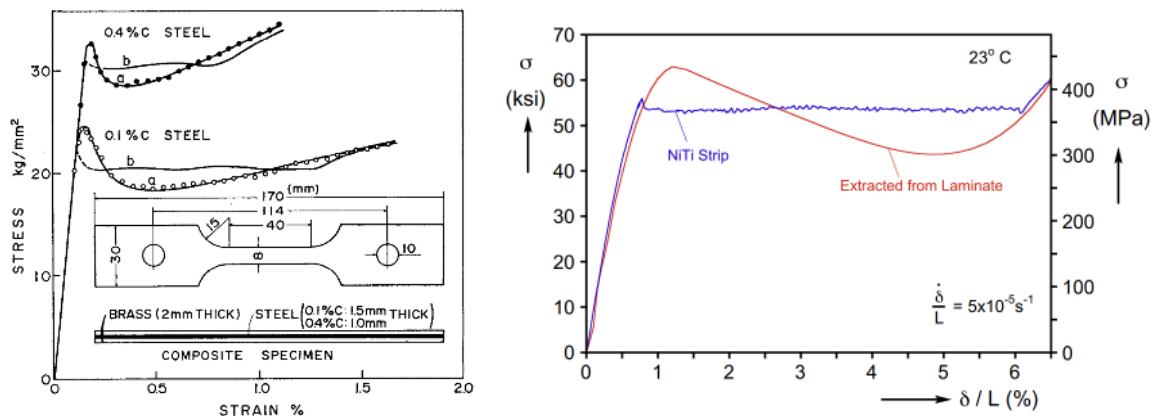 0.4%C STEEL
b
a
30
0.1%C STEEL
b
a
20
10
0
STRESS kg/mm²
170 (mm)
114
15
40
30
8
10
BRASS (2mm THICK)
STEEL (0.1%C:1.5mm THICK)
0.4%C:1.0mm
COMPOSITE SPECIMEN
0 0.5 1.0 1.5 2.0
STRAIN %
70
60
50
40
30
20
10
0
σ
(ksi)
23° C
NiTi Strip
Extracted from Laminate
δ̇/L = 5x10⁻⁵s⁻¹
σ
(MPa)
400
300
200
100
0
0 1 2 3 4 5 6
δ / L (%)